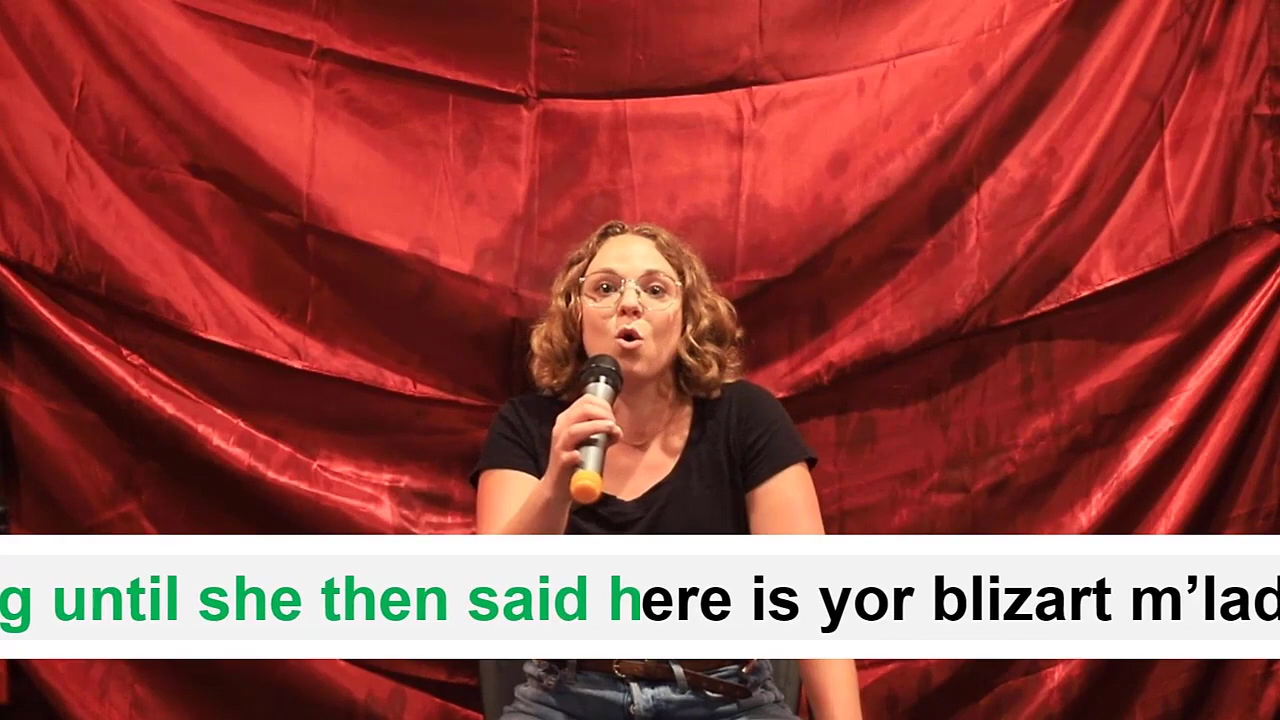 g until she then said here is yor blizart m’lad